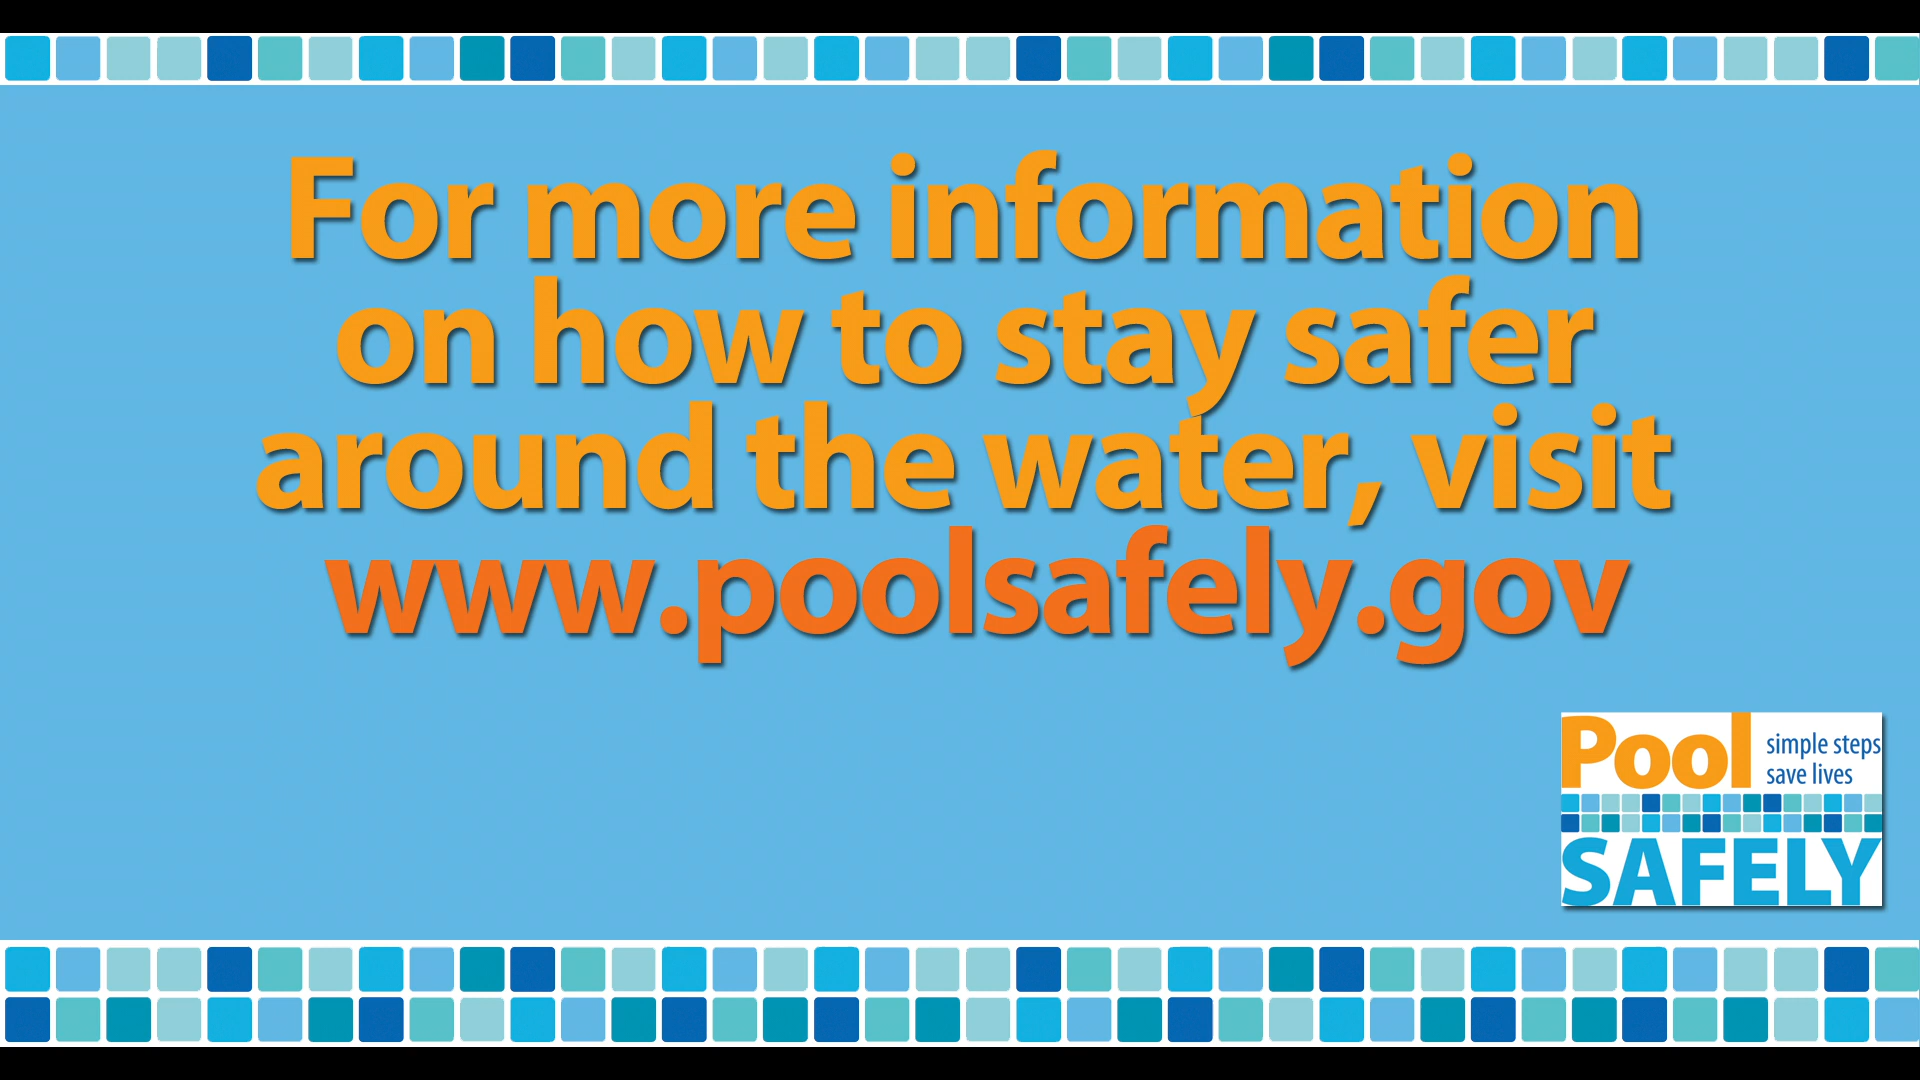 For more information
on how to stay safer
around the water, visit
www.poolsafely.gov
Pool
simple steps
save lives
SAFELY